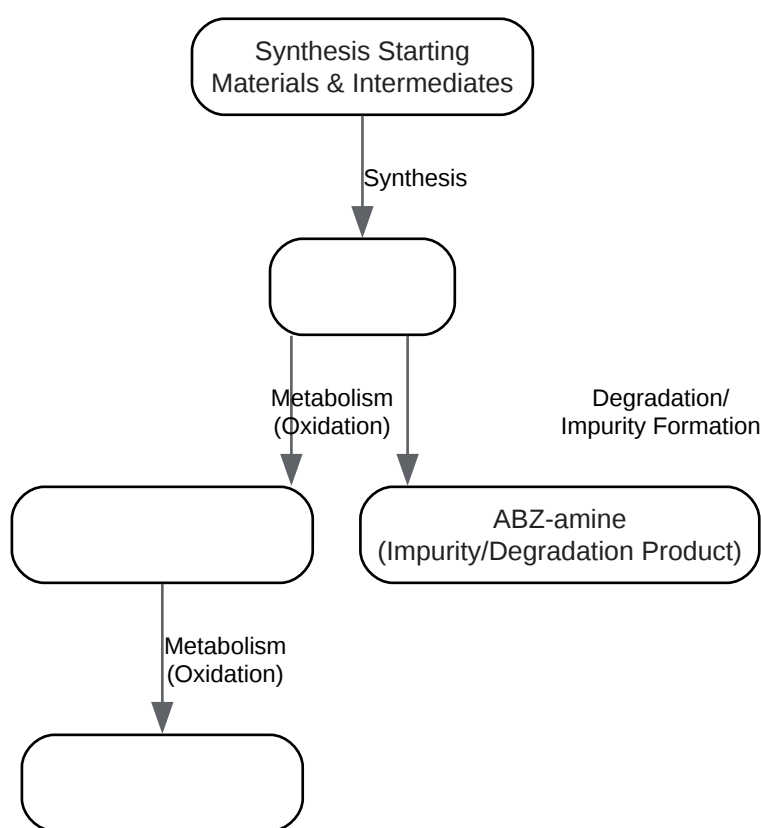 Synthesis Starting
Materials & Intermediates
Synthesis
Metabolism
(Oxidation)
Degradation/
Impurity Formation
ABZ-amine
(Impurity/Degradation Product)
Metabolism
(Oxidation)